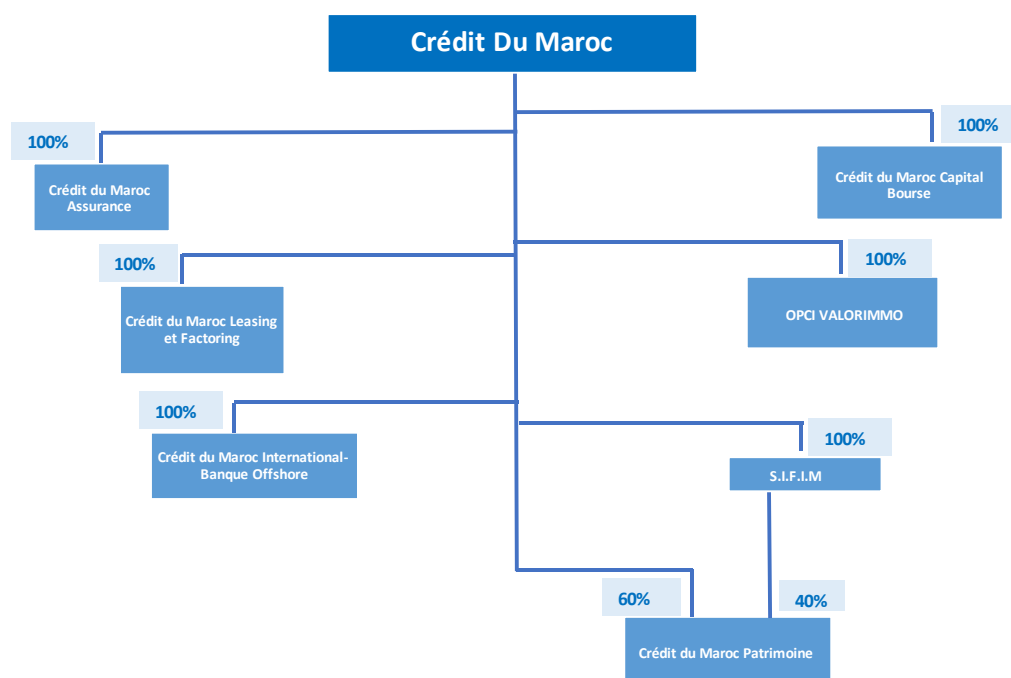 Crédit Du Maroc
100%
Crédit du Maroc
Assurance
100%
Crédit du Maroc Capital
Bourse
100%
Crédit du Maroc Leasing
et Factoring
100%
OPCI VALORIMMO
100%
Crédit du Maroc International-
Banque Offshore
100%
S.I.F.I.M
60%
40%
Crédit du Maroc Patrimoine